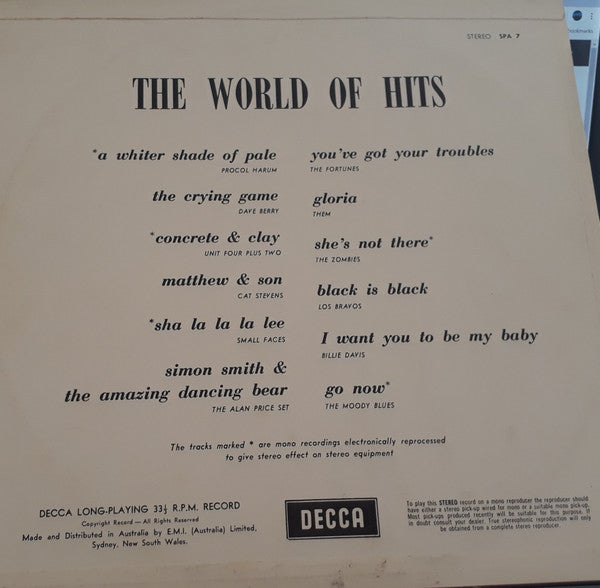 STEREO SPA 7
THE WORLD OF HITS
*a whiter shade of pale
PROCOL HARUM
the crying game
DAVE BERRY
*concrete & clay
UNIT FOUR PLUS TWO
matthew & son
CAT STEVENS
*sha la la la lee
SMALL FACES
simon smith &
the amazing dancing bear
THE ALAN PRICE SET
you've got your troubles
THE FORTUNES
gloria
THEM
she's not there*
THE ZOMBIES
black is black
LOS BRAVOS
I want you to be my baby
BILLIE DAVIS
go now*
THE MOODY BLUES
The tracks marked * are mono recordings electronically reprocessed
to give stereo effect on stereo equipment
DECCA LONG-PLAYING 33⅓ R.P.M. RECORD
Copyright Record — All Rights Reserved
Made and Distributed in Australia by E.M.I. (Australia) Limited,
Sydney, New South Wales.
DECCA
To play this STEREO record on a mono reproducer the reproducer should
have either a stereo pick-up wired for mono or a suitable mono pick-up.
Most pick-ups produced recently will be suitable for this purpose. If
in doubt consult your dealer. True stereophonic reproduction will only
be obtained from a complete stereo reproducer.